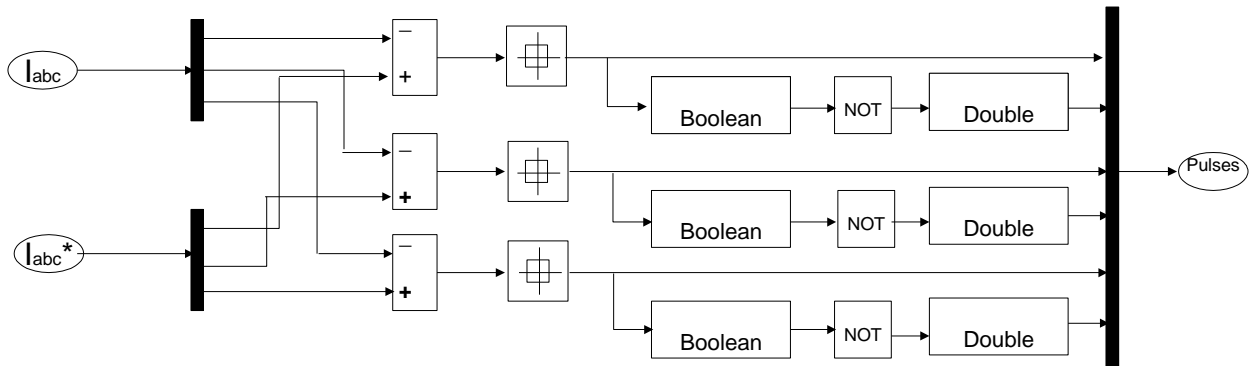 Iabc
Iabc*
–
+
–
+
–
+
Boolean
NOT
Double
Boolean
NOT
Double
Boolean
NOT
Double
Pulses